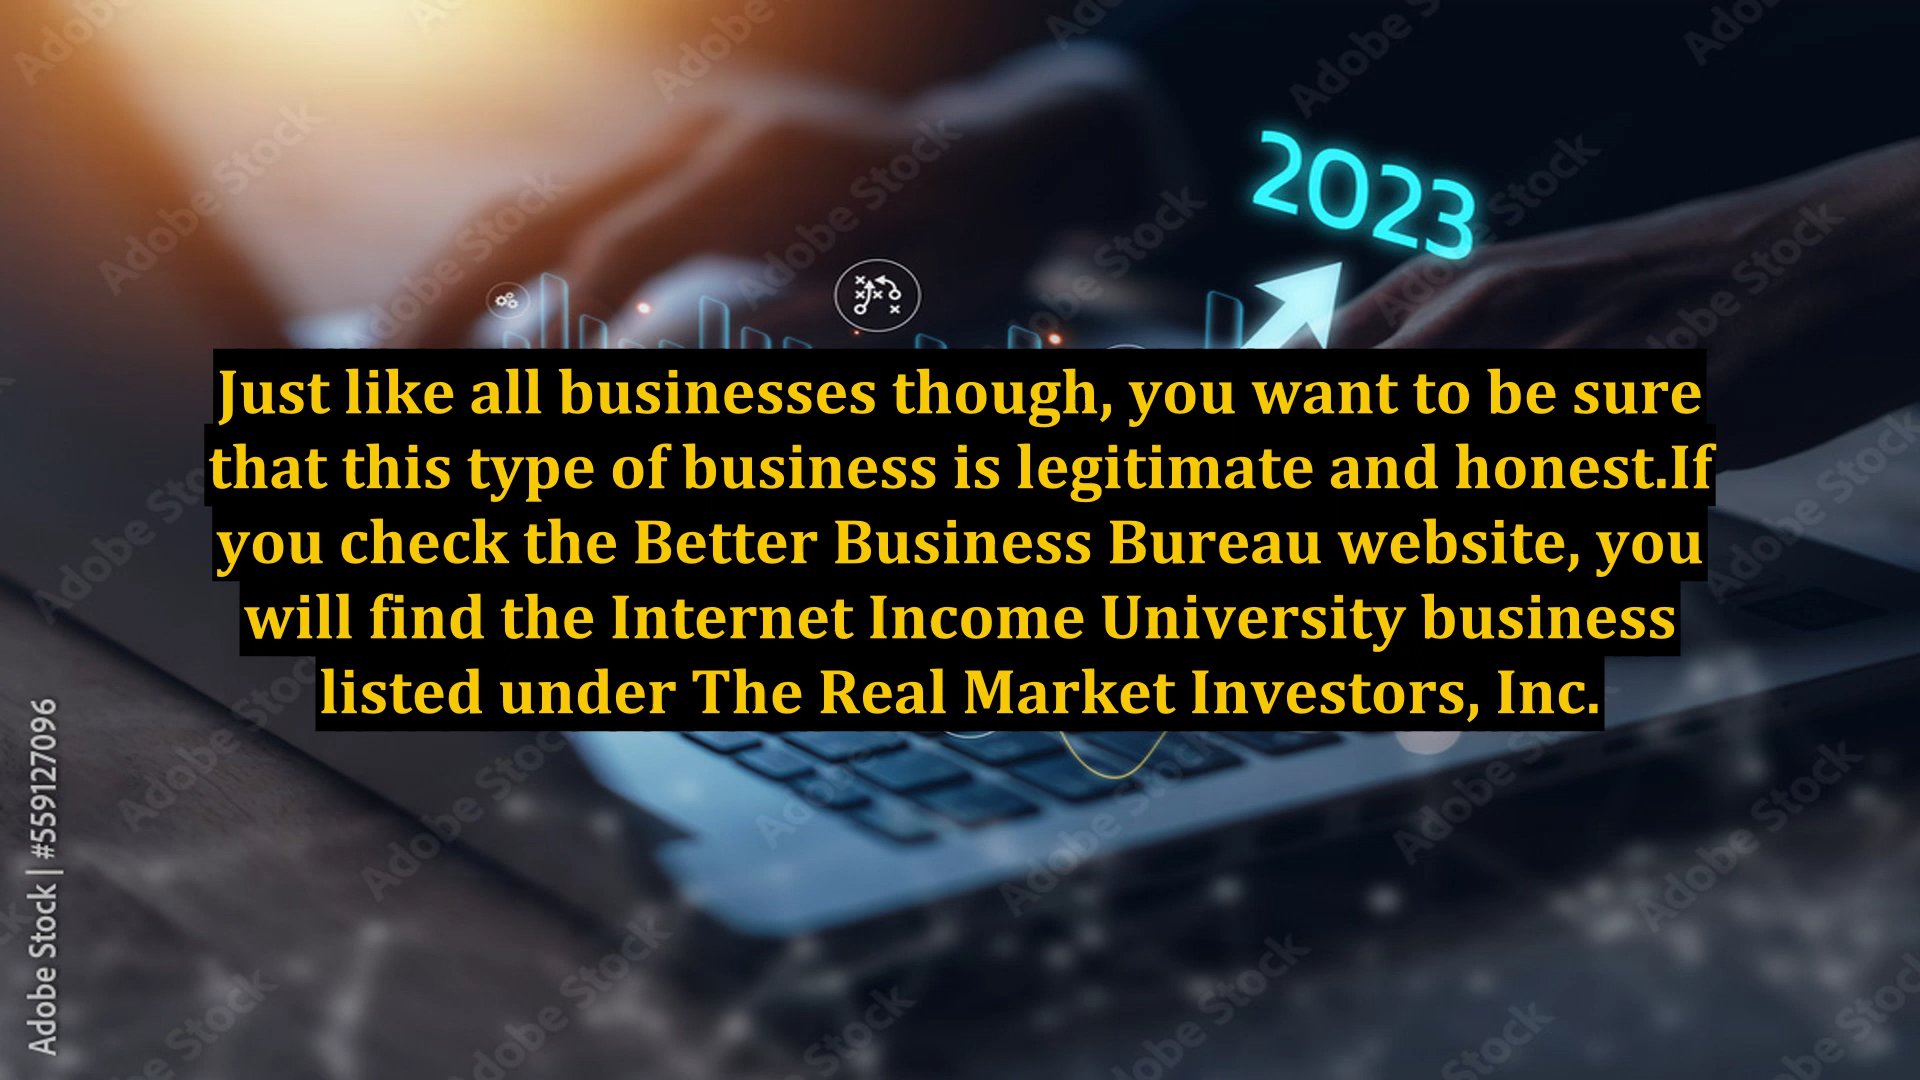 2023
Just like all businesses though, you want to be sure
that this type of business is legitimate and honest.If
you check the Better Business Bureau website, you
will find the Internet Income University business
listed under The Real Market Investors, Inc.
Adobe Stock | #559127096
Adobe Stock